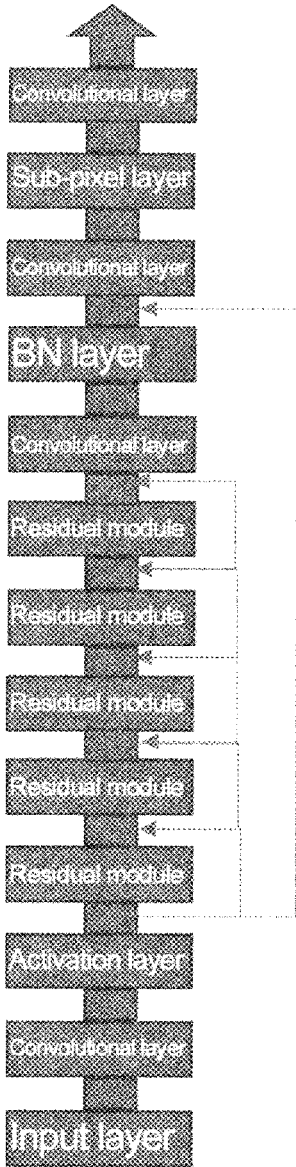 Convolutional layer
Sub-pixel layer
Convolutional layer
BN layer
Convolutional layer
Residual module
Residual module
Residual module
Residual module
Residual module
Activation layer
Convolutional layer
Input layer